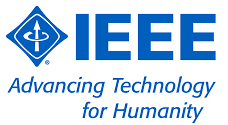 IEEE
®
Advancing Technology
for Humanity